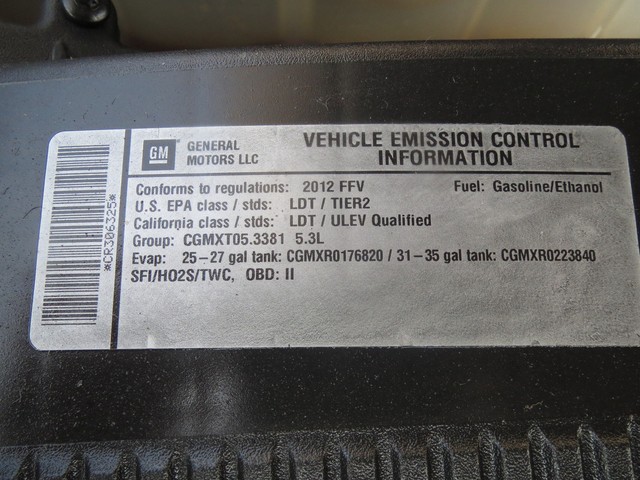 *CR306325*
GM
GENERAL
MOTORS LLC
VEHICLE EMISSION CONTROL
INFORMATION
Conforms to regulations: 2012 FFV Fuel: Gasoline/Ethanol
U.S. EPA class / stds: LDT / TIER2
California class / stds: LDT / ULEV Qualified
Group: CGMXT05.3381 5.3L
Evap: 25-27 gal tank: CGMXR0176820 / 31-35 gal tank: CGMXR0223840
SFI/HO2S/TWC, OBD: II